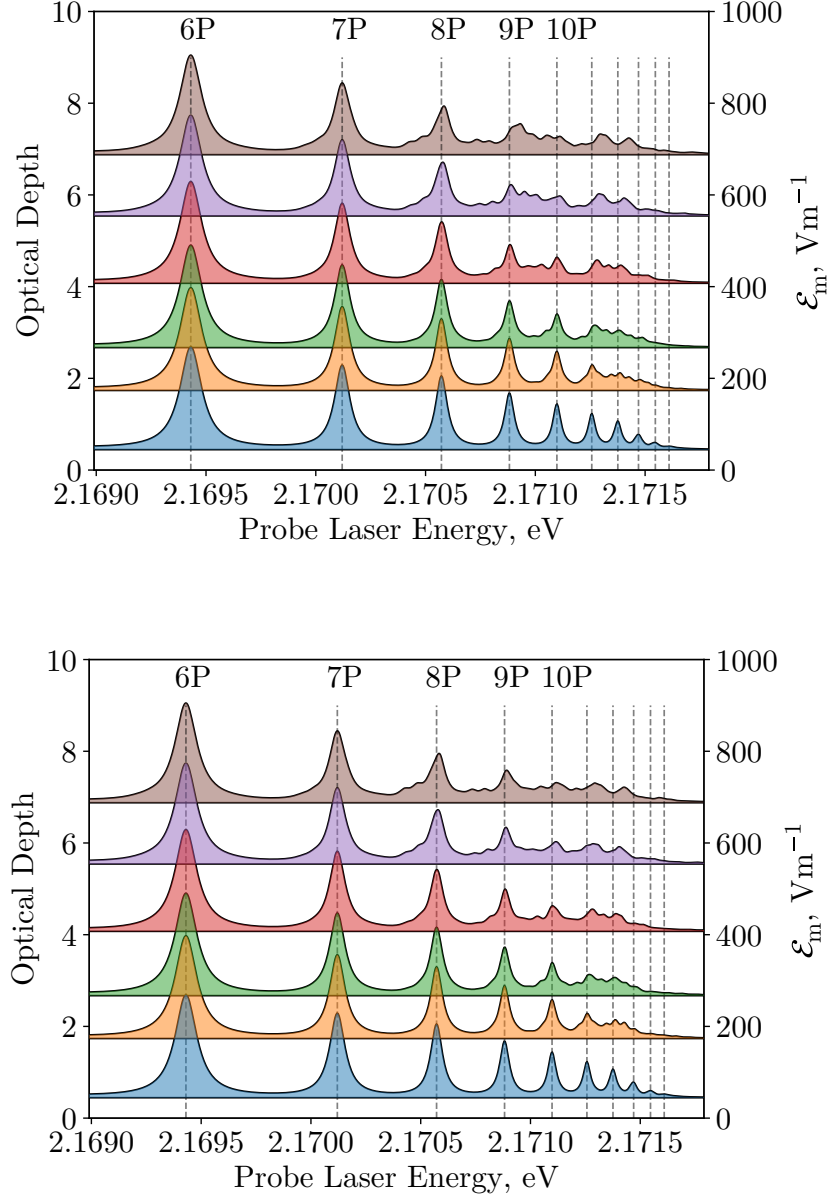 6P 7P 8P 9P 10P
10 8 6 4 2 0
Optical Depth
1000 800 600 400 200 0
ℰm, Vm−1
2.1690 2.1695 2.1700 2.1705 2.1710 2.1715
Probe Laser Energy, eV
6P 7P 8P 9P 10P
10 8 6 4 2 0
Optical Depth
1000 800 600 400 200 0
ℰm, Vm−1
2.1690 2.1695 2.1700 2.1705 2.1710 2.1715
Probe Laser Energy, eV